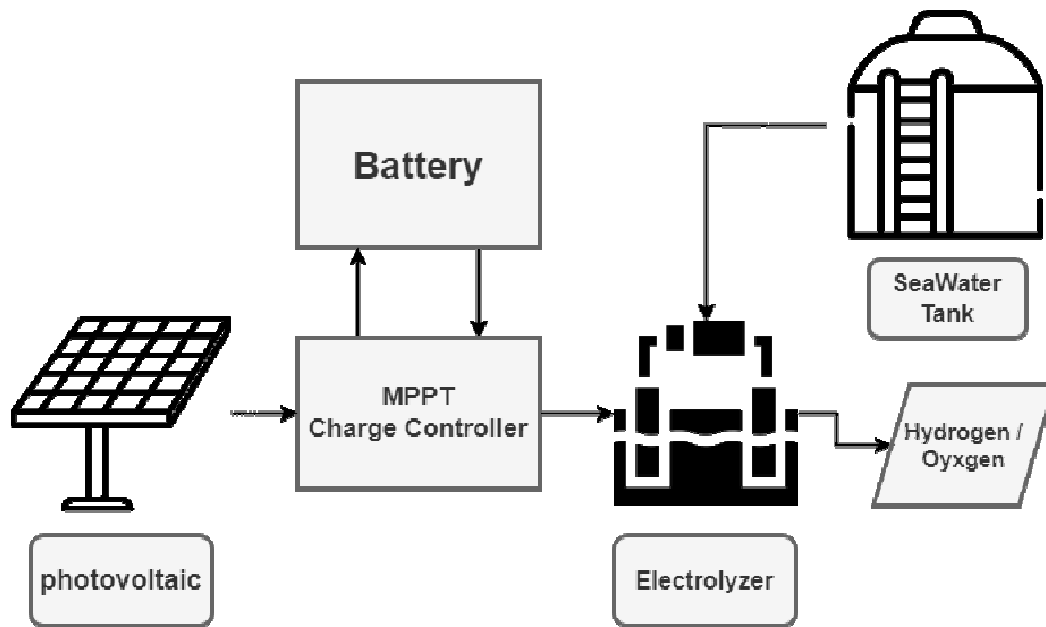 Battery
SeaWater
Tank
MPPT
Charge Controller
Hydrogen /
Oyxgen
photovoltaic
Electrolyzer